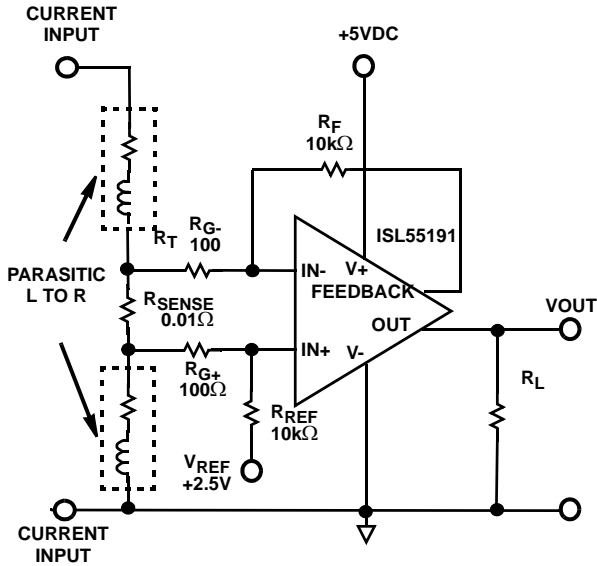 CURRENT
INPUT
+5VDC
R_F
10kΩ
R_T
R_G-
100
ISL55191
IN-
V+
FEEDBACK
PARASITIC
L TO R
R_SENSE
0.01Ω
VOUT
OUT
IN+
V-
R_G+
100Ω
R_L
R_REF
10kΩ
V_REF
+2.5V
CURRENT
INPUT